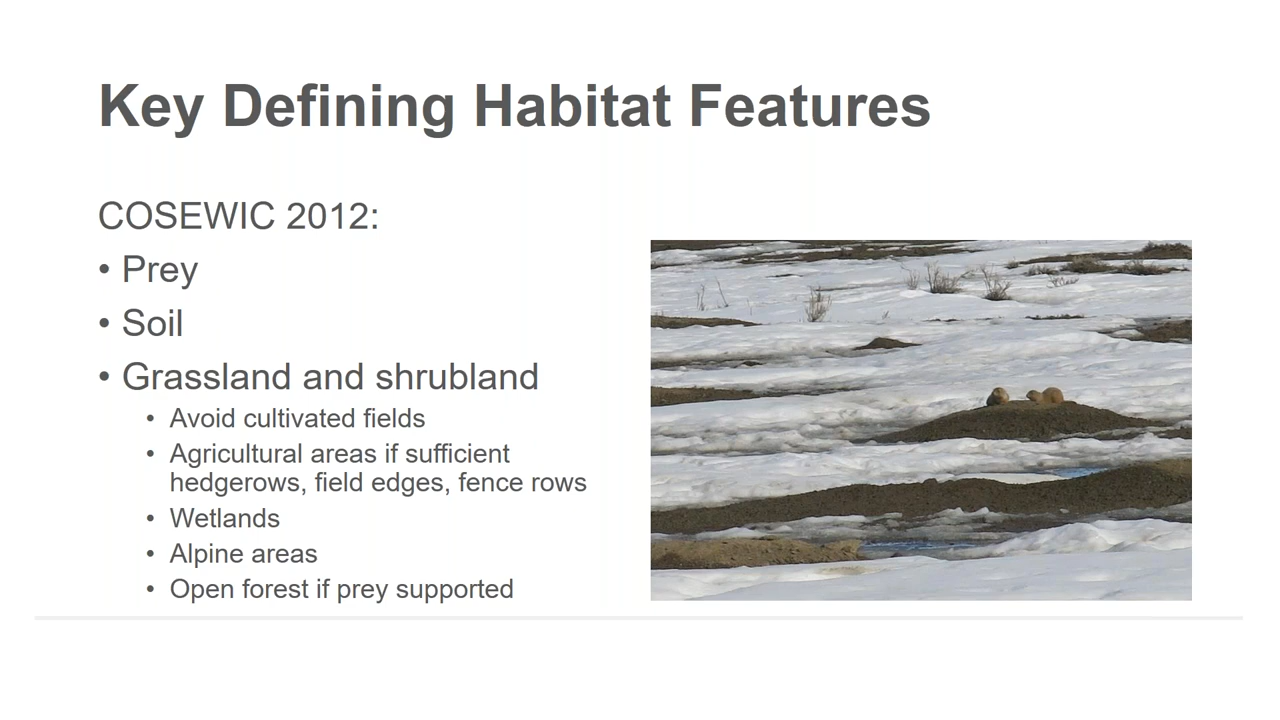 Key Defining Habitat Features
COSEWIC 2012:
• Prey
• Soil
• Grassland and shrubland
• Avoid cultivated fields
• Agricultural areas if sufficient
hedgerows, field edges, fence rows
• Wetlands
• Alpine areas
• Open forest if prey supported